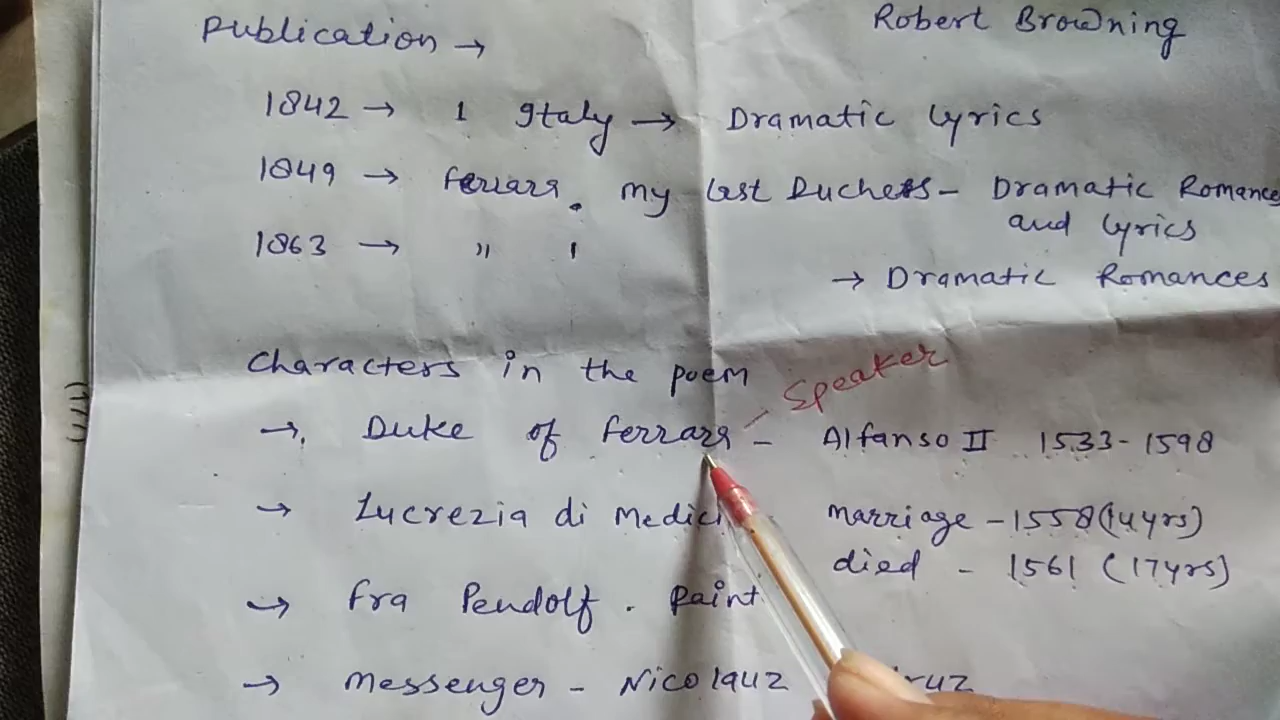 Publication → Robert Browning
1842 → 1 Italy → Dramatic Lyrics
1849 → Ferrara. my last Duchess - Dramatic Romance
and Lyrics
1863 → " 1
→ Dramatic Romances
Characters in the poem
- Speaker
→ Duke of Ferrara - Alfanso II 1533-1598
→ Lucrezia di Medici marriage - 1558 (14yrs)
died - 1561 (17yrs)
→ Fra Pendolf. Paint
→ Messenger - Nicolauz